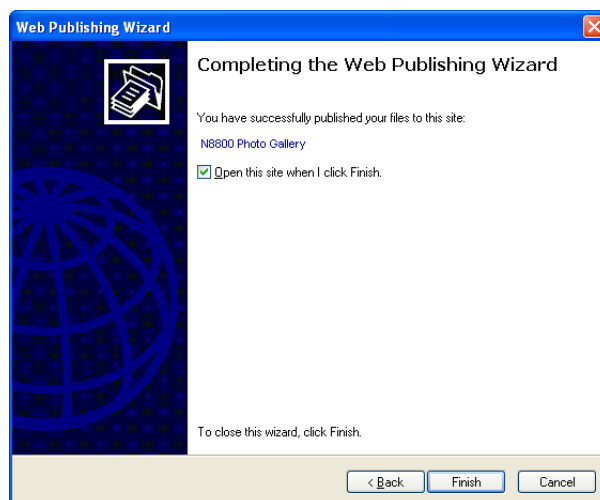 Web Publishing Wizard
Completing the Web Publishing Wizard
You have successfully published your files to this site:
N8800 Photo Gallery
Open this site when I click Finish.
To close this wizard, click Finish.
< Back
Finish
Cancel